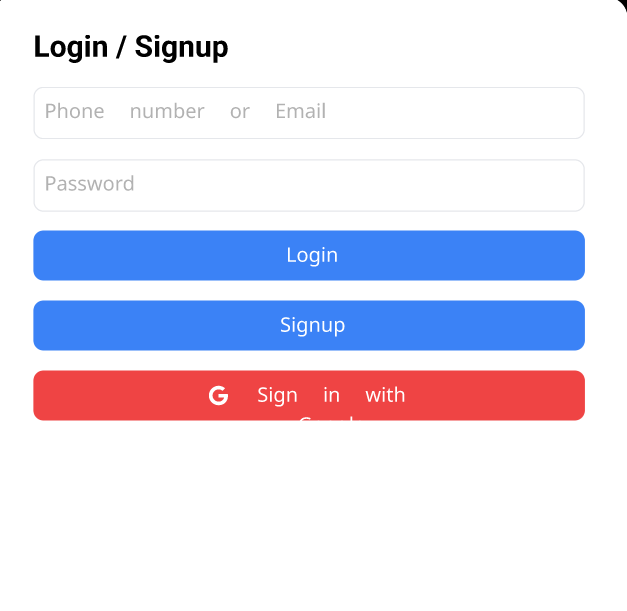 Login / Signup
Phone number or Email
Password
Login
Signup
G Sign in with